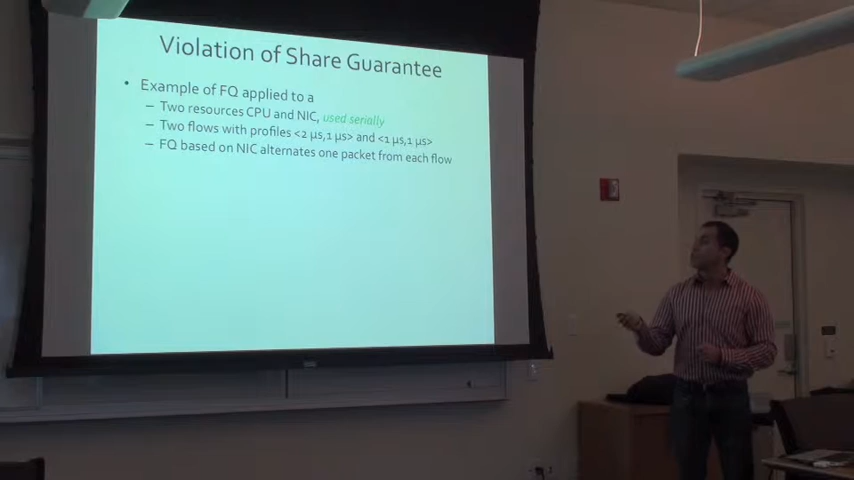 Violation of Share Guarantee
• Example of FQ applied to a
– Two resources CPU and NIC, used serially
– Two flows with profiles <2 µs,1 µs> and <1 µs,1 µs>
– FQ based on NIC alternates one packet from each flow